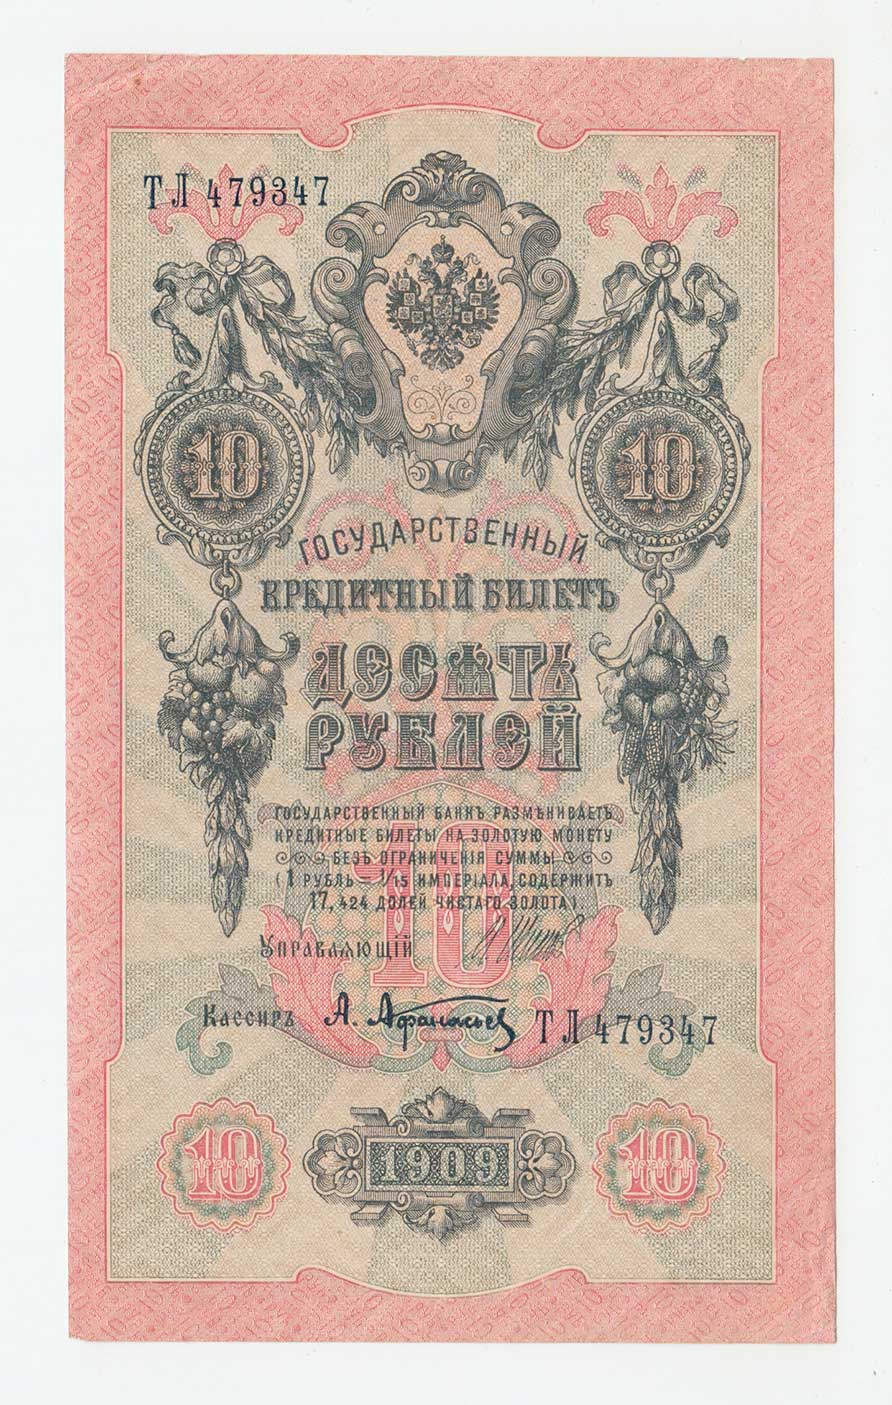 ТЛ 479347
10 10
ГОСУДАРСТВЕННЫЙ
КРЕДИТНЫЙ БИЛЕТЪ
ДЕСѦТЬ
РУБЛЕЙ
ГОСУДАРСТВЕННЫЙ БАНКЪ РАЗМѢНИВАЕТЪ
КРЕДИТНЫЕ БИЛЕТЫ НА ЗОЛОТУЮ МОНЕТУ
БЕЗЪ ОГРАНИЧЕНІЯ СУММЫ
(1 РУБЛЬ = 1/15 ИМПЕРІАЛА, СОДЕРЖИТЪ
17,424 ДОЛЕЙ ЧИСТАГО ЗОЛОТА).
10
Управлѧющій
Кассиръ А. Афанасьев ТЛ 479347
10 1909 10